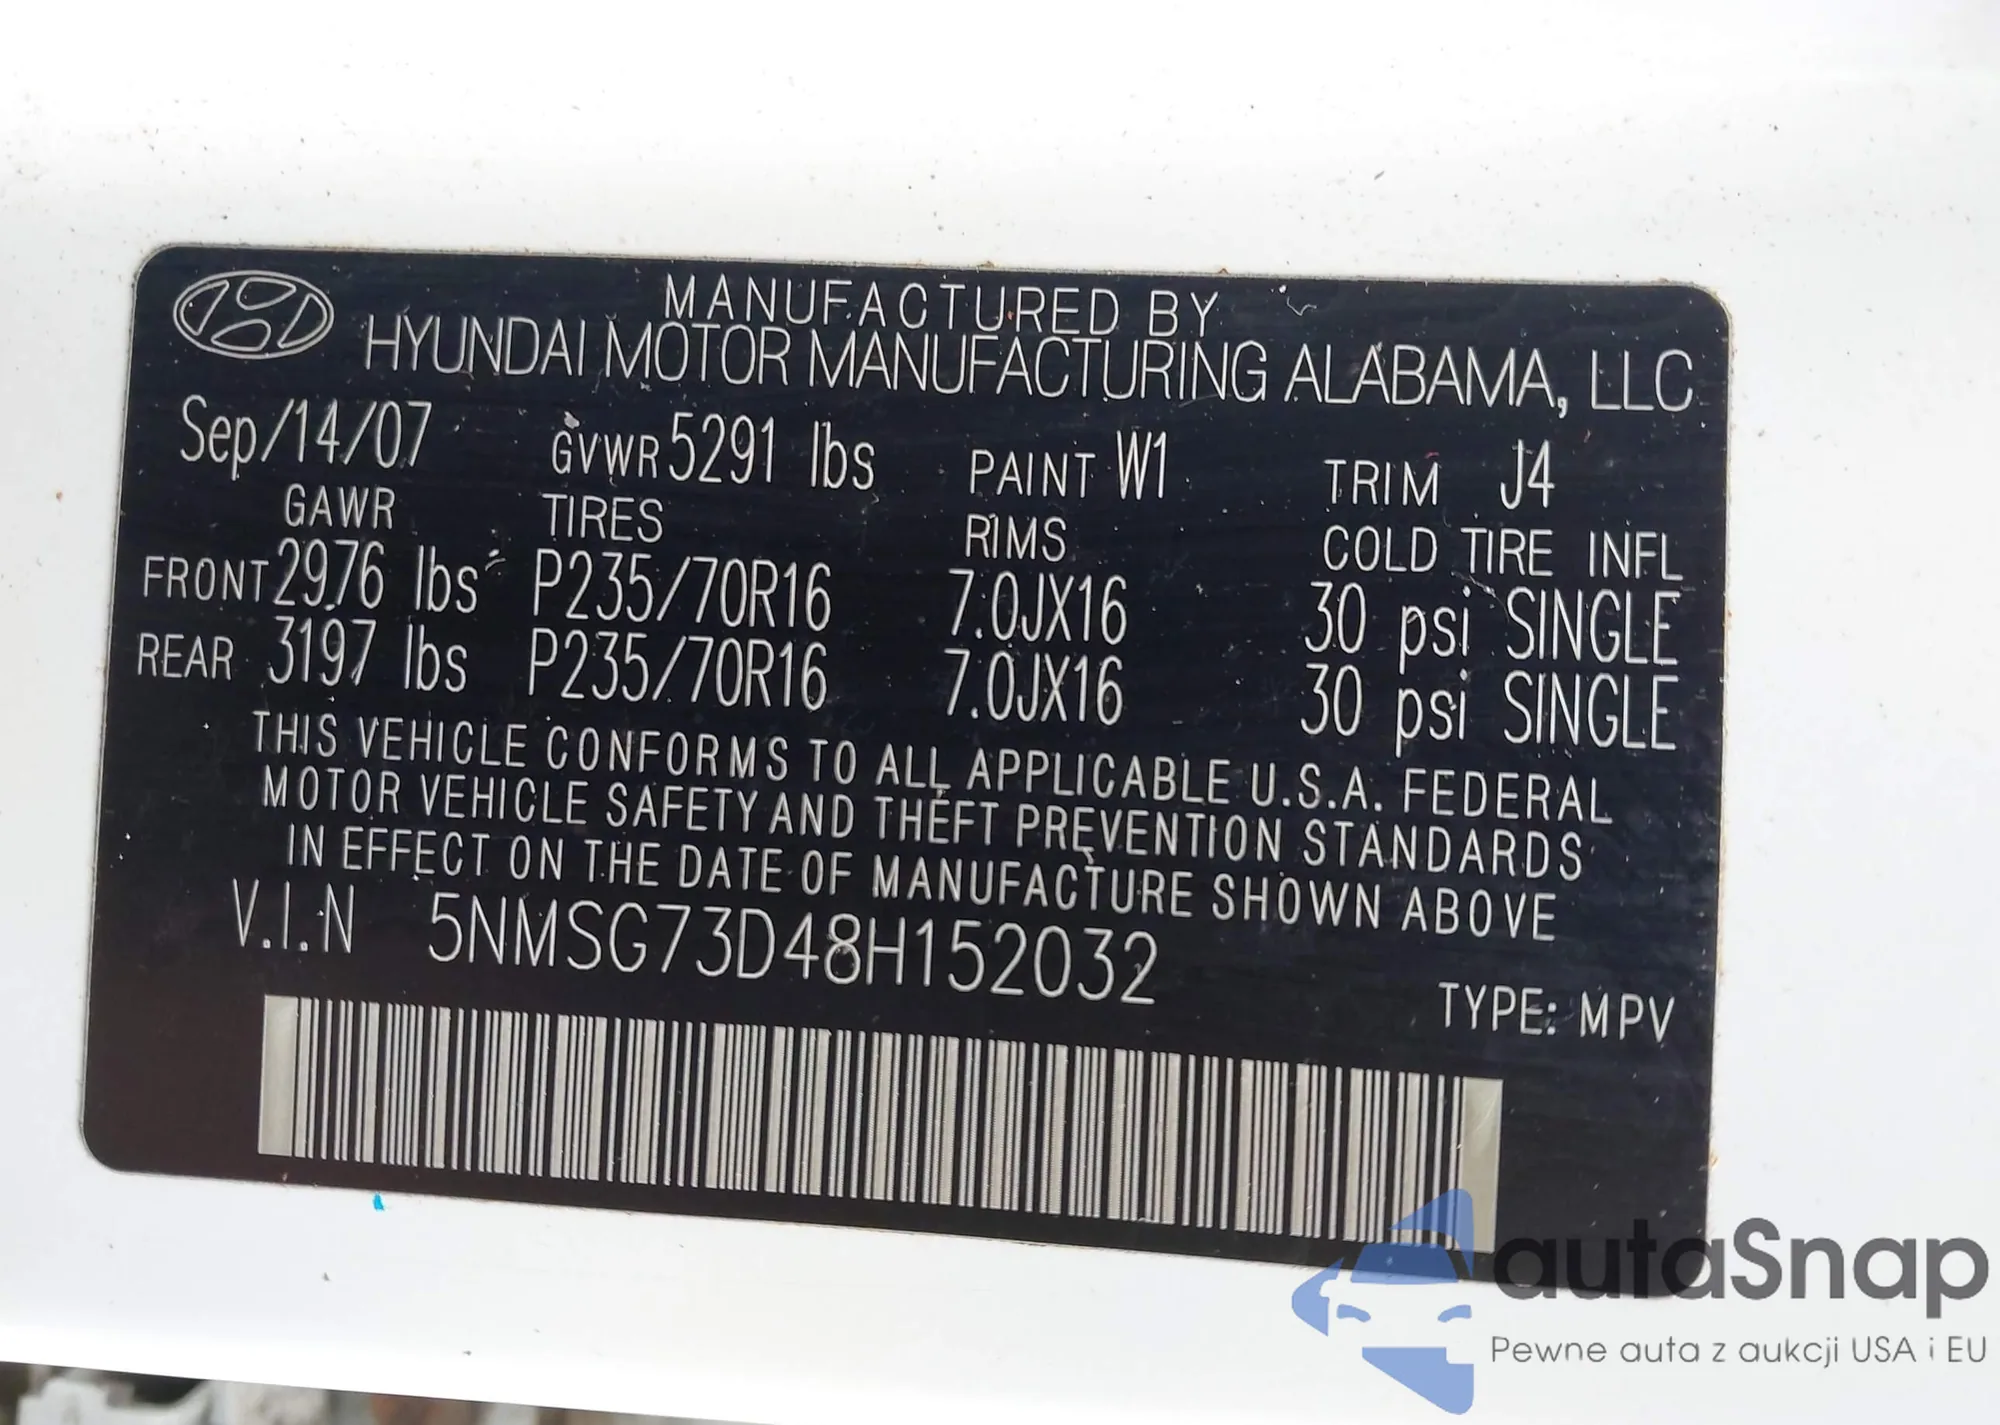 MANUFACTURED BY
HYUNDAI MOTOR MANUFACTURING ALABAMA, LLC
Sep/14/07 GVWR 5291 lbs PAINT W1 TRIM J4
GAWR TIRES RIMS COLD TIRE INFL
FRONT 2976 lbs P235/70R16 7.0JX16 30 psi SINGLE
REAR 3197 lbs P235/70R16 7.0JX16 30 psi SINGLE
THIS VEHICLE CONFORMS TO ALL APPLICABLE U.S.A. FEDERAL
MOTOR VEHICLE SAFETY AND THEFT PREVENTION STANDARDS
IN EFFECT ON THE DATE OF MANUFACTURE SHOWN ABOVE
V.I.N 5NMSG73D48H152032
TYPE: MPV
autaSnap
Pewne auta z aukcji USA i EU